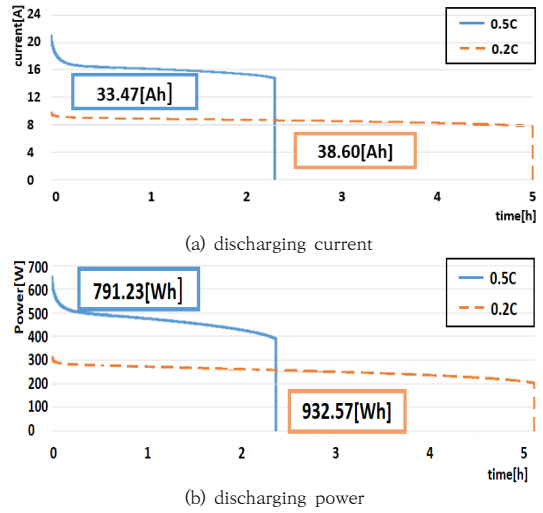 current[A]
24
20
16
12
8
4
0
0.5C
0.2C
33.47[Ah]
38.60[Ah]
0 1 2 3 4 5
time[h]
(a) discharging current
Power[W]
700
600
500
400
300
200
100
0
0.5C
0.2C
791.23[Wh]
932.57[Wh]
0 1 2 3 4 5
time[h]
(b) discharging power